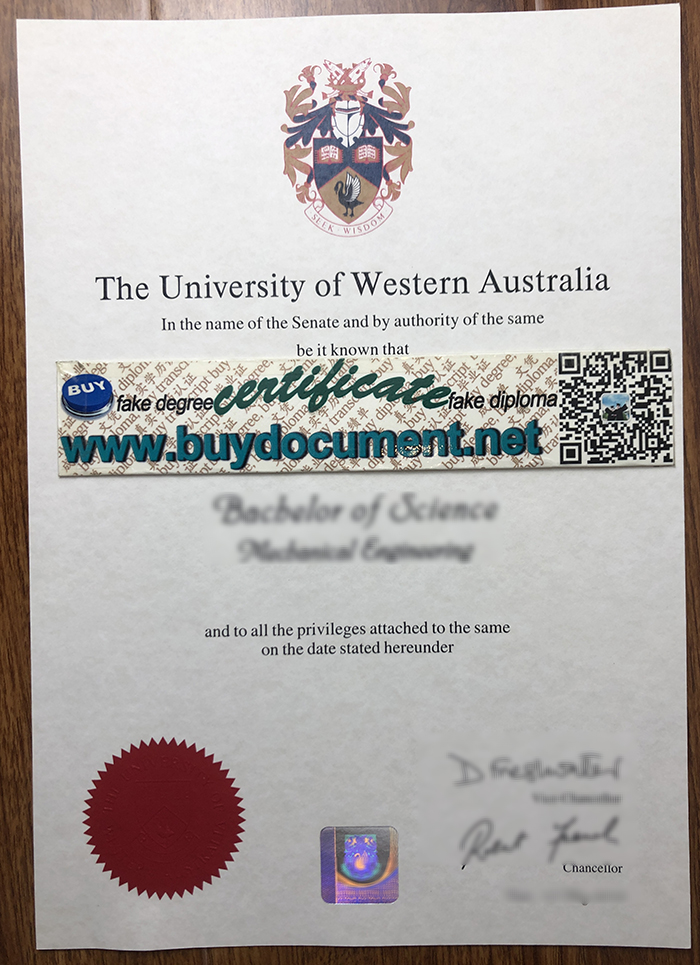 SEEK WISDOM
The University of Western Australia
In the name of the Senate and by authority of the same
be it known that
BUY
fake degree certificate fake diploma
www.buydocument.net
Bachelor of Science
Mechanical Engineering
and to all the privileges attached to the same
on the date stated hereunder
Vice-Chancellor
Chancellor